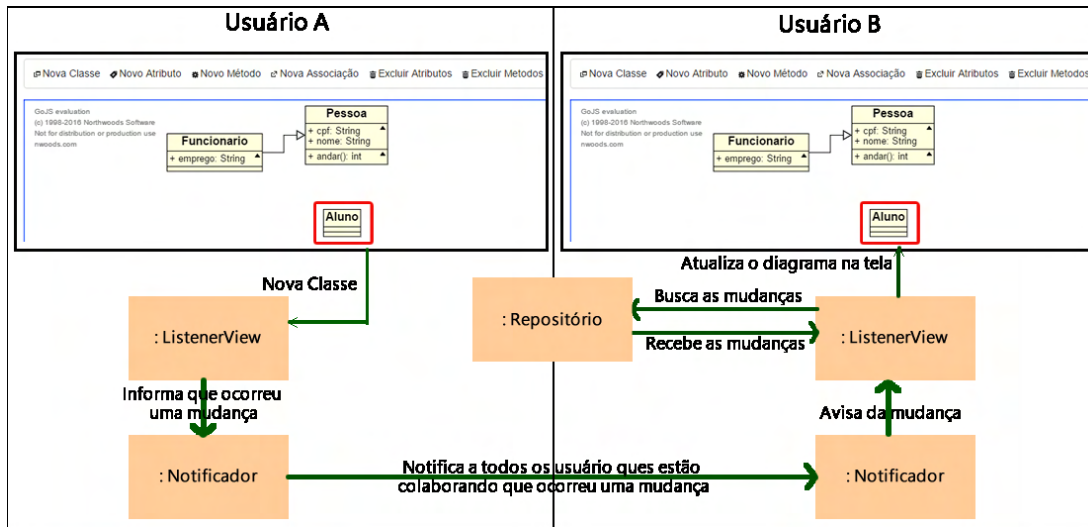 Usuário A
Nova Classe Novo Atributo Novo Método Nova Associação Excluir Atributos Excluir Metodos
GoJS evaluation
(c) 1998-2016 Northwoods Software
Not for distribution or production use
nwoods.com
Pessoa
+ cpf: String
+ nome: String
+ andar(): int
Funcionario
+ emprego: String
Aluno
Usuário B
Nova Classe Novo Atributo Novo Método Nova Associação Excluir Atributos Excluir Metodos
GoJS evaluation
(c) 1998-2016 Northwoods Software
Not for distribution or production use
nwoods.com
Pessoa
+ cpf: String
+ nome: String
+ andar(): int
Funcionario
+ emprego: String
Aluno
Nova Classe
: ListenerView
Informa que ocorreu
uma mudança
: Notificador
Notifica a todos os usuário ques estão
colaborando que ocorreu uma mudança
: Notificador
Avisa da mudança
: ListenerView
Busca as mudanças
: Repositório
Recebe as mudanças
Atualiza o diagrama na tela